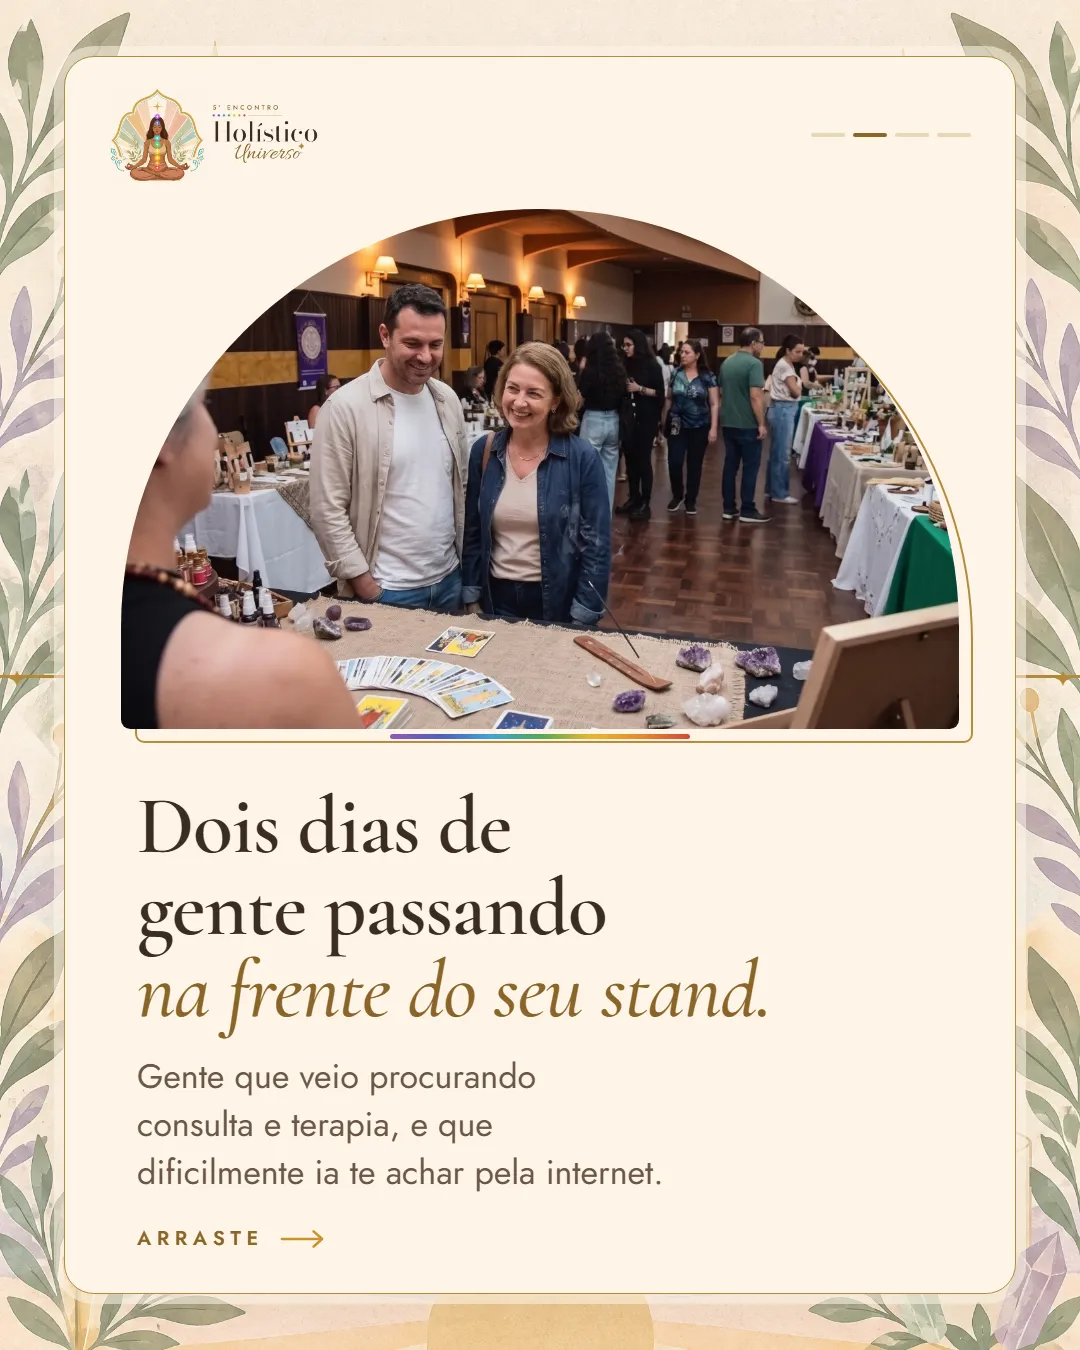 5º ENCONTRO
Holístico
Universo
Dois dias de
gente passando
na frente do seu stand.
Gente que veio procurando
consulta e terapia, e que
dificilmente ia te achar pela internet.
ARRASTE